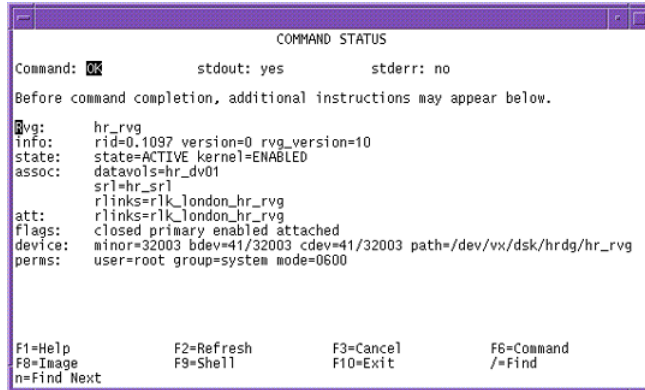 COMMAND STATUS
Command: OK stdout: yes stderr: no
Before command completion, additional instructions may appear below.
Rvg: hr_rvg
info: rid=0.1097 version=0 rvg_version=10
state: state=ACTIVE kernel=ENABLED
assoc: datavols=hr_dv01
srl=hr_srl
rlinks=rlk_london_hr_rvg
att: rlinks=rlk_london_hr_rvg
flags: closed primary enabled attached
device: minor=32003 bdev=41/32003 cdev=41/32003 path=/dev/vx/dsk/hrdg/hr_rvg
perms: user=root group=system mode=0600
F1=Help F2=Refresh F3=Cancel F6=Command
F8=Image F9=Shell F10=Exit /=Find
n=Find Next